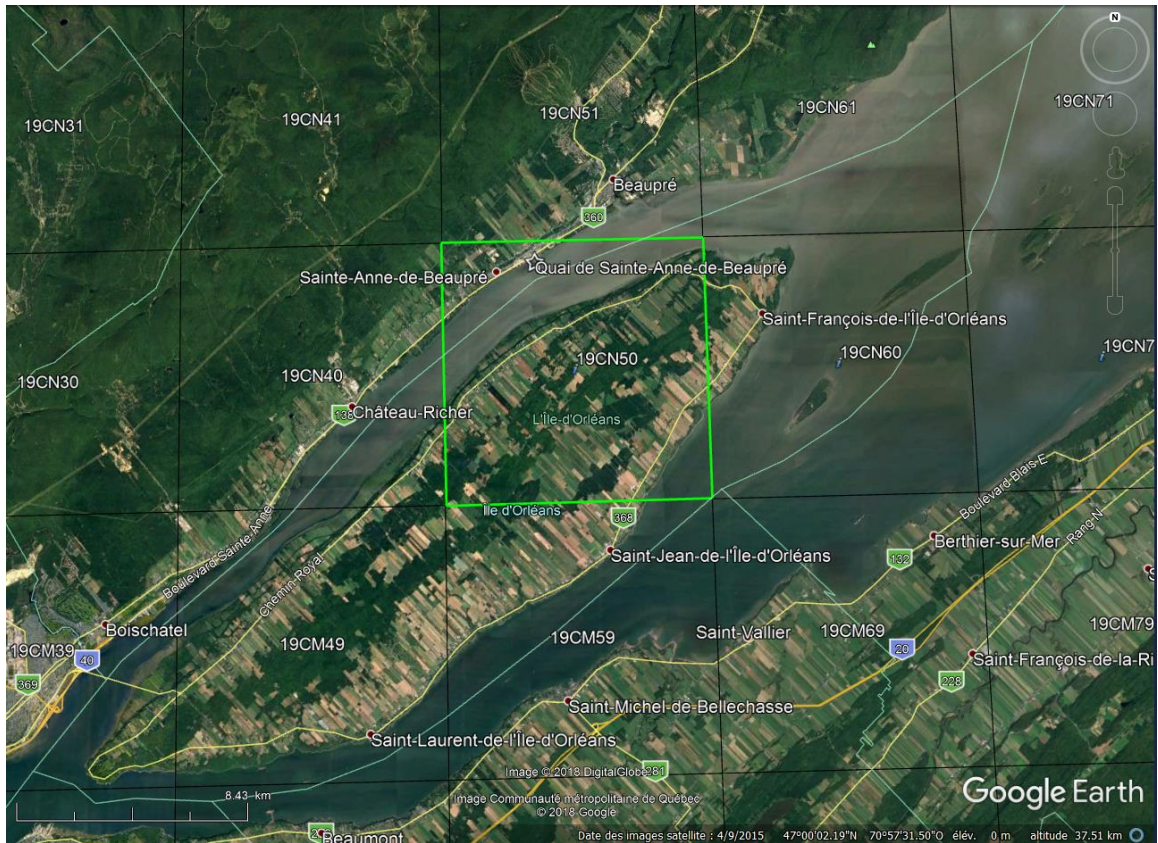 N
19CN31
19CN41
19CN51
19CN61
19CN71
Beaupré
360
Sainte-Anne-de-Beaupré
Quai de Sainte-Anne-de-Beaupré
Saint-François-de-l'Île-d'Orléans
19CN30
19CN40
19CN50
19CN60
19CN7
138
Château-Richer
L'Île-d'Orléans
Île d'Orléans
368
Boulevard Sainte-Anne
Chemin Royal
Saint-Jean-de-l'Île-d'Orléans
Boulevard Blais E
Rang N
Berthier-sur-Mer
132
Boischatel
19CM39
40
369
19CM49
19CM59
Saint-Vallier
19CM69
20
19CM79
S
Saint-François-de-la-Ri
228
Saint-Michel-de-Bellechasse
Saint-Laurent-de-l'Île-d'Orléans
281
Image © 2018 DigitalGlobe
Image Communauté métropolitaine de Québec
© 2018 Google
Google Earth
8.43 km
Beaumont
Date des images satellite : 4/9/2015 47°00'02.19"N 70°57'31.50"O élév. 0 m altitude 37.51 km